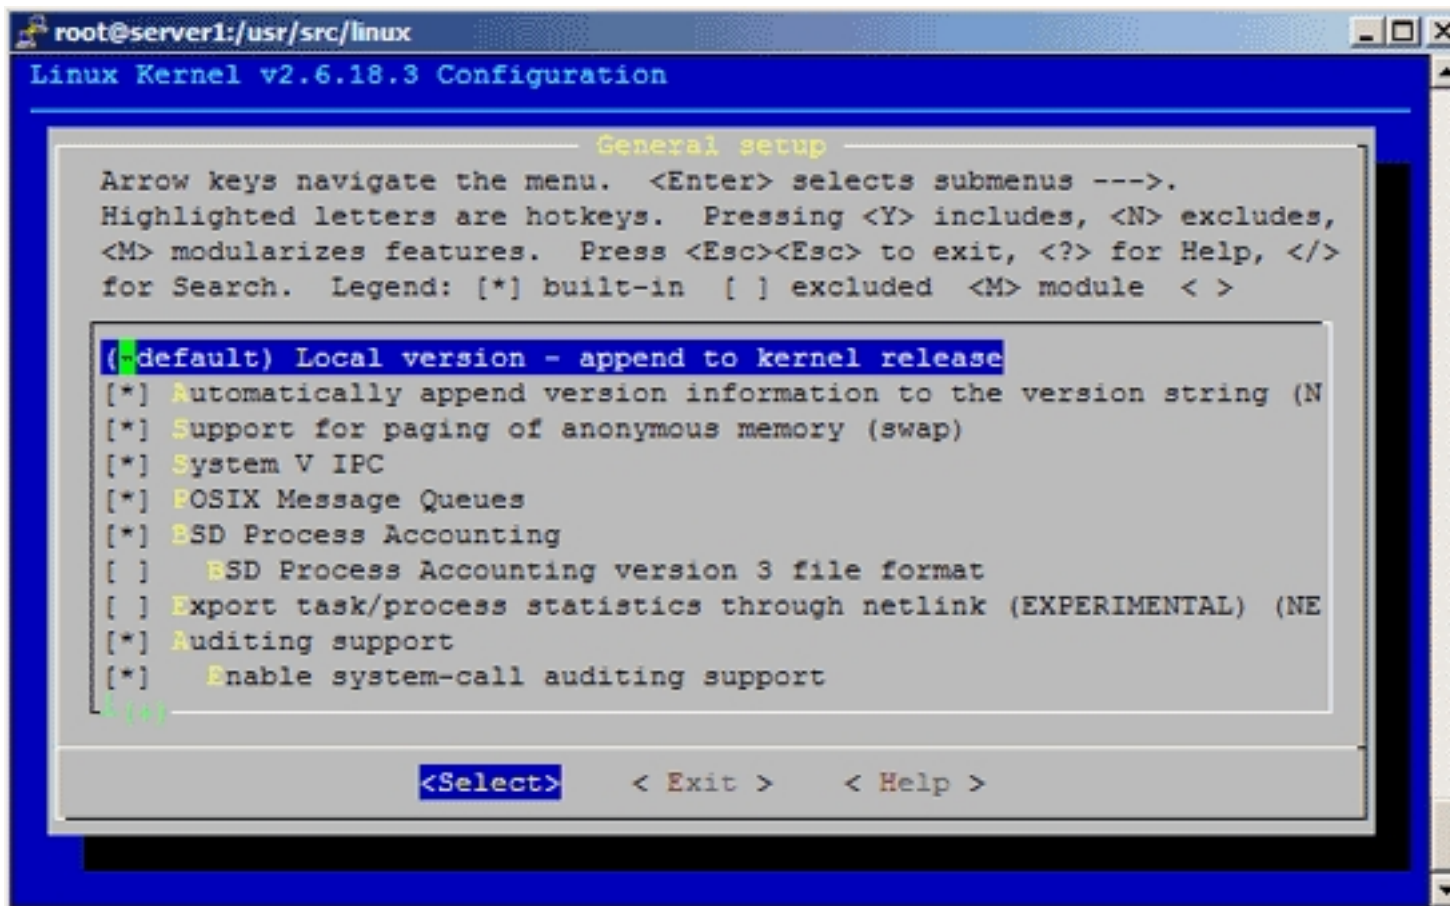 root@server1:/usr/src/linux
Linux Kernel v2.6.18.3 Configuration
General setup
Arrow keys navigate the menu. <Enter> selects submenus --->.
Highlighted letters are hotkeys. Pressing <Y> includes, <N> excludes,
<M> modularizes features. Press <Esc><Esc> to exit, <?> for Help, </>
for Search. Legend: [*] built-in [ ] excluded <M> module < >
(-default) Local version - append to kernel release
[*] Automatically append version information to the version string (N
[*] Support for paging of anonymous memory (swap)
[*] System V IPC
[*] POSIX Message Queues
[*] BSD Process Accounting
[ ] BSD Process Accounting version 3 file format
[ ] Export task/process statistics through netlink (EXPERIMENTAL) (NE
[*] Auditing support
[*] Enable system-call auditing support
(+)
<Select> < Exit > < Help >